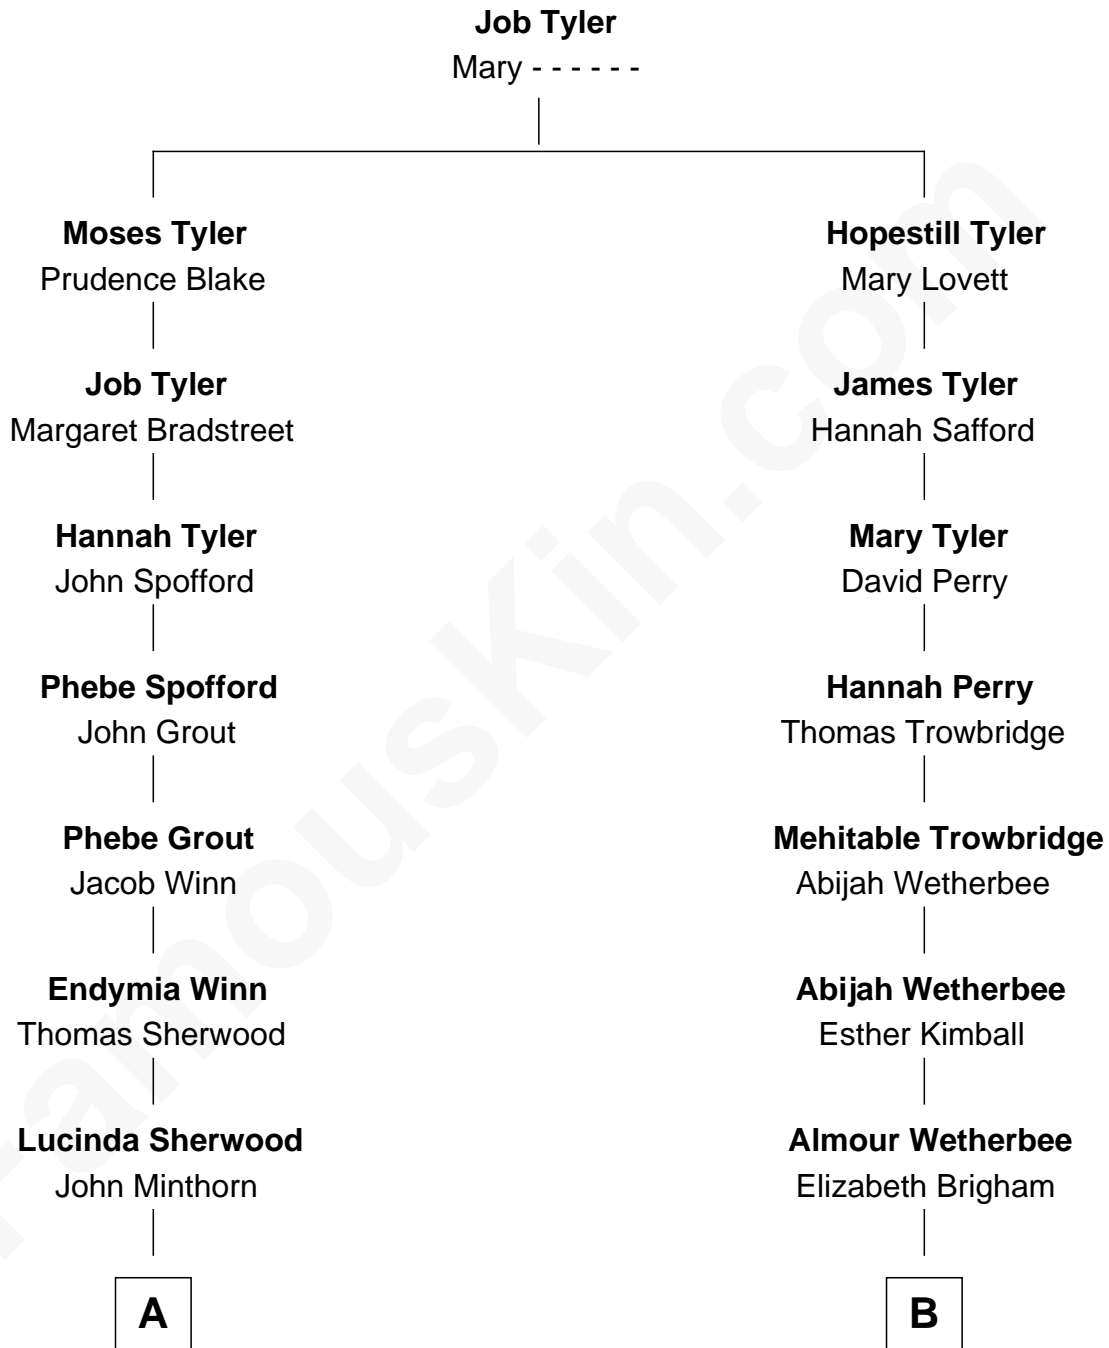 Job Tyler
Mary - - - - - -
Moses Tyler
Prudence Blake
Hopestill Tyler
Mary Lovett
Job Tyler
Margaret Bradstreet
James Tyler
Hannah Safford
Hannah Tyler
John Spofford
Mary Tyler
David Perry
Phebe Spofford
John Grout
Hannah Perry
Thomas Trowbridge
Phebe Grout
Jacob Winn
Mehitable Trowbridge
Abijah Wetherbee
Endymia Winn
Thomas Sherwood
Abijah Wetherbee
Esther Kimball
Lucinda Sherwood
John Minthorn
Almour Wetherbee
Elizabeth Brigham
A
B
FamousKin.com